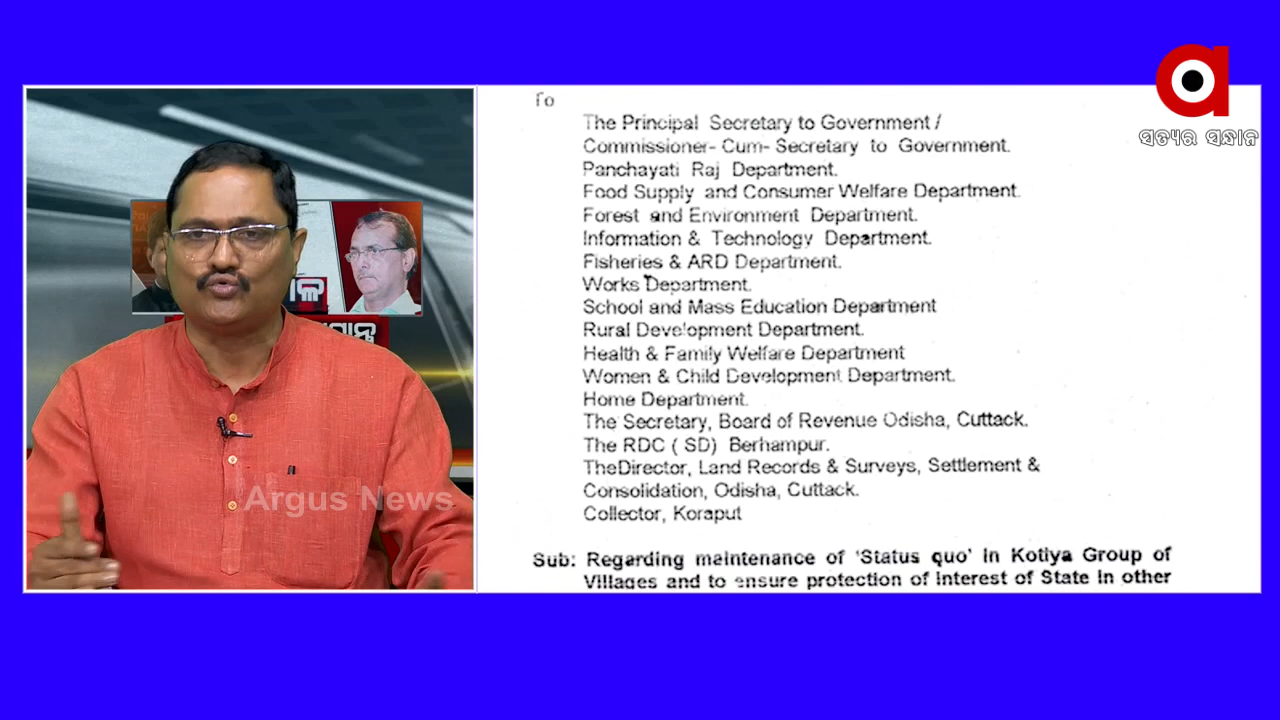 ସତ୍ୟର ସନ୍ଧାନ
To
The Principal Secretary to Government /
Commissioner- Cum- Secretary to Government.
Panchayati Raj Department.
Food Supply and Consumer Welfare Department.
Forest and Environment Department.
Information & Technology Department.
Fisheries & ARD Department.
Works Department.
School and Mass Education Department
Rural Development Department.
Health & Family Welfare Department
Women & Child Development Department.
Home Department.
The Secretary, Board of Revenue Odisha, Cuttack.
The RDC ( SD) Berhampur.
TheDirector, Land Records & Surveys, Settlement &
Consolidation, Odisha, Cuttack.
Collector, Koraput
Sub: Regarding maintenance of 'Status quo' in Kotiya Group of
Villages and to ensure protection of interest of State in other
Argus News